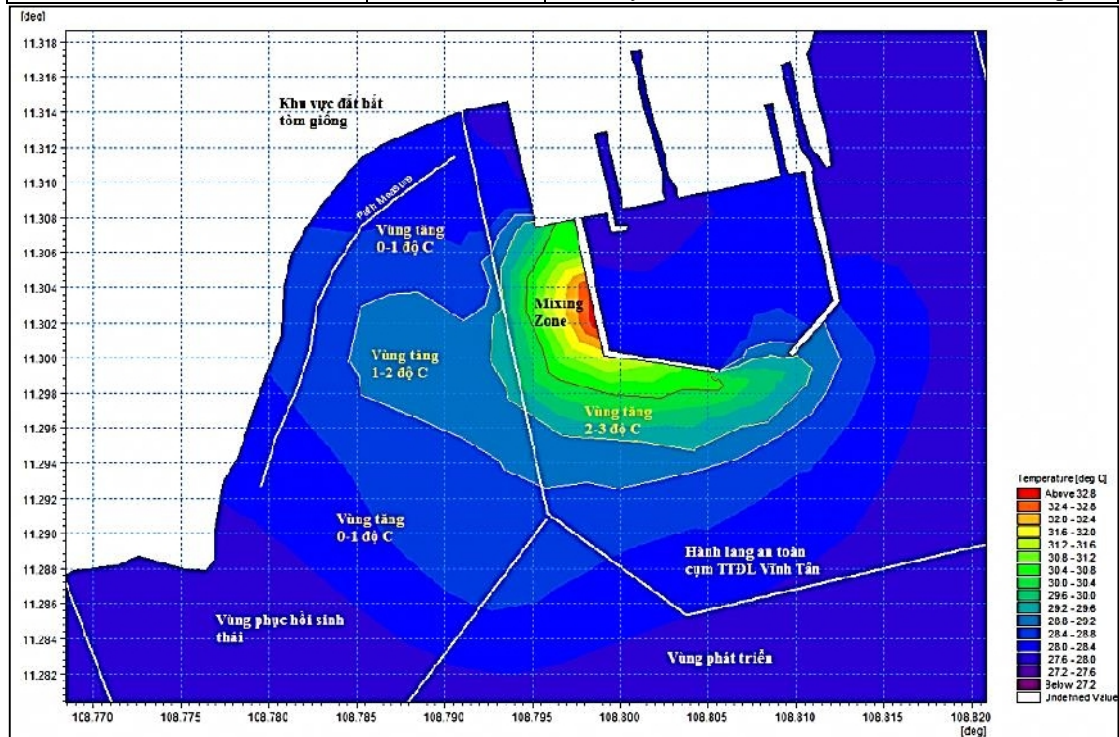 [deg]
11.318
11.316
11.314
11.312
11.310
11.308
11.306
11.304
11.302
11.300
11.298
11.296
11.294
11.292
11.290
11.288
11.296
11.284
11.282
Khu vực đất bắt
tòm giống
Path Measure
Vùng tăng
0-1 độ C
Mixing
Zone
Vùng tăng
1-2 độ C
Vùng tăng
2-3 độ C
Vùng tăng
0-1 độ C
Hành lang an toàn
cụm TTĐL Vĩnh Tân
Vùng phục hồi sinh
thái
Vùng phát triển
Temperature [deg C]
Above 32.8
32.4 - 32.8
32.0 - 32.4
31.6 - 32.0
31.2 - 31.6
30.8 - 31.2
30.4 - 30.8
30.0 - 30.4
29.6 - 30.0
29.2 - 29.6
28.8 - 29.2
28.4 - 28.8
28.0 - 28.4
27.6 - 28.0
27.2 - 27.6
Below 27.2
Undefined Value
108.770 108.775 108.780 108.785 108.790 108.795 108.800 108.805 108.810 108.815 108.820
[deg]